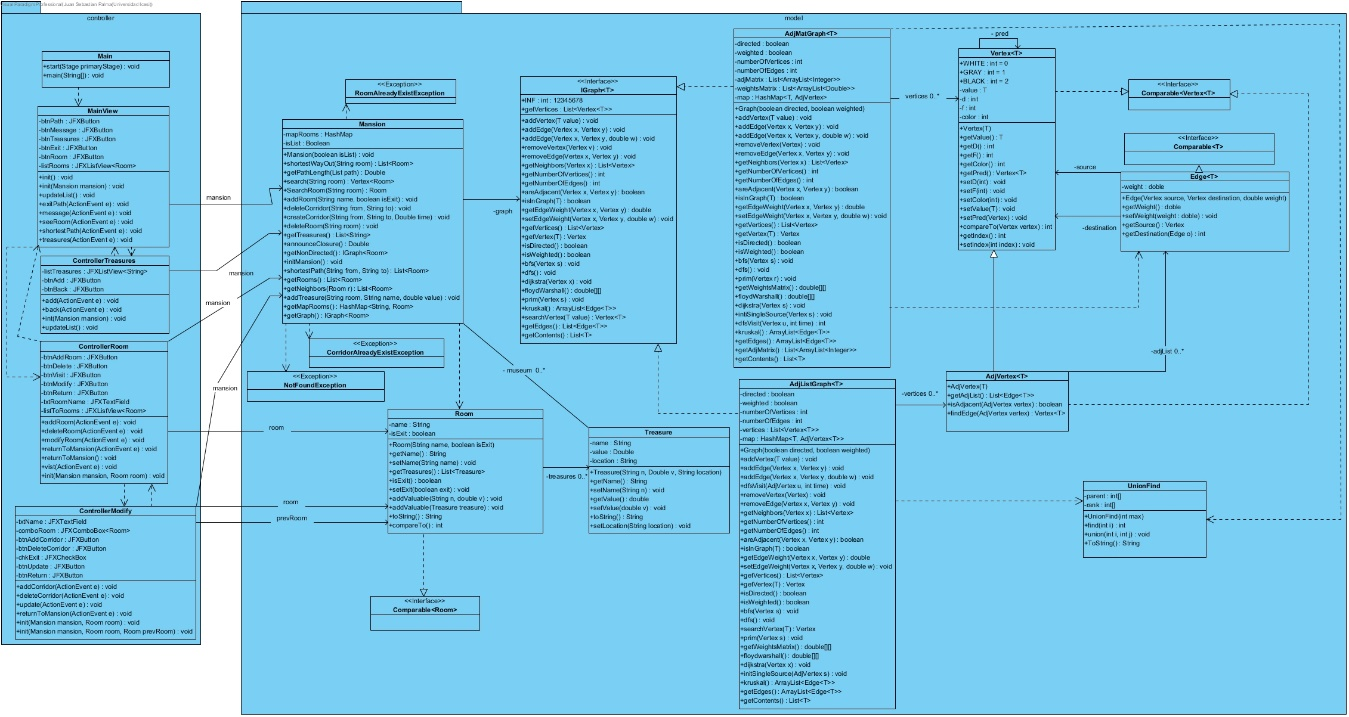 controller
Main
+start(Stage primaryStage) : void
+main(String[]) : void
MainView
-btnPath : JFXButton
-btnMessage : JFXButton
-btnTreasures : JFXButton
-btnExit : JFXButton
-btnRoom : JFXButton
-listRooms : JFXListView<Room>
+init() : void
+init(Mansion mansion) : void
+updateList() : void
+exitPath(ActionEvent e) : void
+message(ActionEvent e) : void
+seeRoom(ActionEvent e) : void
+shortestPath(ActionEvent e) : void
+treasures(ActionEvent e) : void
ControllerTreasures
-listTreasures : JFXListView<String>
-btnAdd : JFXButton
-btnBack : JFXButton
+add(ActionEvent e) : void
+back(ActionEvent e) : void
+init(Mansion mansion) : void
+updateList() : void
ControllerRoom
-btnAddRoom : JFXButton
-btnDelete : JFXButton
-btnVisit : JFXButton
-btnModify : JFXButton
-btnReturn : JFXButton
-txtRoomName : JFXTextField
-listToRooms : JFXListView<Room>
+addRoom(ActionEvent e) : void
+deleteRoom(ActionEvent e) : void
+modifyRoom(ActionEvent e) : void
+returnToMansion(ActionEvent e) : void
+returnToMansion() : void
+vist(ActionEvent e) : void
+init(Mansion mansion, Room room) : void
ControllerModify
-txtName : JFXTextField
-comboRoom : JFXComboBox<Room>
-btnAddCorridor : JFXButton
-btnDeleteCorridor : JFXButton
-chkExit : JFXCheckBox
-btnUpdate : JFXButton
-btnReturn : JFXButton
+addCorridor(ActionEvent e) : void
+deleteCorridor(ActionEvent e) : void
+update(ActionEvent e) : void
+returnToMansion(ActionEvent e) : void
+init(Mansion mansion, Room room) : void
+init(Mansion mansion, Room room, Room prevRoom) : void
mansion
mansion
mansion
mansion
room
room
prevRoom
model
<<Exception>>
RoomAlreadyExistException
Mansion
-mapRooms : HashMap
-isList : Boolean
+Mansion(boolean isList) : void
+shortestWayOut(String room) : List<Room>
+getPathLength(List<Room> path) : Double
+search(String room) : Vertex<Room>
+SearchRoom(String room) : Room
+addRoom(String name, boolean isExit) : void
+deleteCorridor(String from, String to) : void
+createCorridor(String from, String to, Double time) : void
+deleteRoom(String room) : void
+getTreasures() : List<String>
+announceClosure() : Double
+getNonDirected() : IGraph<Room>
+initMansion() : void
+shortestPath(String from, String to) : List<Room>
+getRooms() : List<Room>
+getNeighbors(Room r) : List<Room>
+addTreasure(String room, String name, double value) : void
+getMapRooms() : HashMap<String, Room>
+getGraph() : IGraph<Room>
<<Exception>>
CorridorAlreadyExistException
<<Exception>>
NotFoundException
-graph
- museum 0..*
Room
-name : String
-isExit : boolean
+Room(String name, boolean isExit)
+getName() : String
+setName(String name) : void
+getTreasures() : List<Treasure>
+isExit() : boolean
+setExit(boolean exit) : void
+addValuable(String n, double v) : void
+addValuable(Treasure treasure) : void
+toString() : String
+compareTo() : int
-treasures 0..*
Treasure
-name : String
-value : Double
-location : String
+Treasure(String n, Double v, String location)
+getName() : String
+setName(String n) : void
+getValue() : double
+setValue(double v) : void
+toString() : String
+setLocation(String location) : void
<<Interface>>
Comparable<Room>
<<Interface>>
IGraph<T>
+INF : int : 12345678
+getVertices : List<Vertex<T>>
+addVertex(T value) : void
+addEdge(Vertex x, Vertex y) : void
+addEdge(Vertex x, Vertex y, double w) : void
+removeVertex(Vertex v) : void
+removeEdge(Vertex x, Vertex y) : void
+getNeighbors(Vertex x) : List<Vertex>
+getNumberOfVertices() : int
+getNumberOfEdges() : int
+areAdjacent(Vertex x, Vertex y) : boolean
+isInGraph(T) : boolean
+getEdgeWeight(Vertex x, Vertex y) : double
+setEdgeWeight(Vertex x, Vertex y, double w) : void
+getVertices() : List<Vertex>
+getVertex(T) : Vertex
+isDirected() : boolean
+isWeighted() : boolean
+bfs(Vertex s) : void
+dfs() : void
+dijkstra(Vertex x) : void
+floydWarshall() : double[][]
+prim(Vertex s) : void
+kruskal() : ArrayList<Edge<T>>
+searchVertex(T value) : Vertex<T>
+getEdges() : List<Edge<T>>
+getContents() : List<T>
AdjMatGraph<T>
-directed : boolean
-weighted : boolean
-numberOfVertices : int
-numberOfEdges : int
-adjMatrix : List<ArrayList<Integer>>
-weightsMatrix : List<ArrayList<Double>>
-map : HashMap<T, AdjVertex>
+Graph(boolean directed, boolean weighted)
+addVertex(T value) : void
+addEdge(Vertex x, Vertex y) : void
+addEdge(Vertex x, Vertex y, double w) : void
+removeVertex(Vertex v) : void
+removeEdge(Vertex x, Vertex y) : void
+getNeighbors(Vertex x) : List<Vertex>
+getNumberOfVertices() : int
+getNumberOfEdges() : int
+areAdjacent(Vertex x, Vertex y) : boolean
+isInGraph(T) : boolean
+getEdgeWeight(Vertex x, Vertex y) : double
+setEdgeWeight(Vertex x, Vertex y, double w) : void
+getVertices() : List<Vertex>
+getVertex(T) : Vertex
+isDirected() : boolean
+isWeighted() : boolean
+bfs(Vertex s) : void
+dfs() : void
+prim(Vertex r) : void
+getWeightsMatrix() : double[][]
+floydWarshall() : double[][]
+dijkstra(Vertex s) : void
+initSingleSource(Vertex s) : void
+dfsVisit(Vertex u, int time) : void
+kruskal() : ArrayList<Edge<T>>
+getEdges() : ArrayList<Edge<T>>
+getAdjMatrix() : List<ArrayList<Integer>>
+getContents() : List<T>
AdjListGraph<T>
-directed : boolean
-weighted : boolean
-numberOfVertices : int
-numberOfEdges : int
-vertices : List<Vertex<T>>
-map : HashMap<T, AdjVertex<T>>
+Graph(boolean directed, boolean weighted)
+addVertex(T value) : void
+addEdge(Vertex x, Vertex y) : void
+addEdge(Vertex x, Vertex y, double w) : void
+dfsVisit(AdjVertex u, int time) : void
+removeVertex(Vertex v) : void
+removeEdge(Vertex x, Vertex y) : void
+getNeighbors(Vertex x) : List<Vertex>
+getNumberOfVertices() : int
+getNumberOfEdges() : int
+areAdjacent(Vertex x, Vertex y) : boolean
+isInGraph(T) : boolean
+getEdgeWeight(Vertex x, Vertex y) : double
+setEdgeWeight(Vertex x, Vertex y, double w) : void
+getVertices() : List<Vertex>
+getVertex(T) : Vertex
+isDirected() : boolean
+isWeighted() : boolean
+bfs(Vertex s) : void
+dfs() : void
+searchVertex(T) : Vertex
+prim(Vertex s) : void
+getWeightsMatrix() : double[][]
+floydwarshall() : double[][]
+dijkstra(Vertex x) : void
+initSingleSource(AdjVertex s) : void
+kruskal() : ArrayList<Edge<T>>
+getEdges() : ArrayList<Edge<T>>
+getContents() : List<T>
vertices 0..*
-vertices 0..*
- pred
Vertex<T>
+WHITE : int = 0
+GRAY : int = 1
+BLACK : int = 2
-value : T
-d : int
-f : int
-color : int
+Vertex(T)
+getValue() : T
+getD() : int
+getF() : int
+getColor() : int
+getPred() : Vertex<T>
+setD(int) : void
+setF(int) : void
+setColor(int) : void
+setValue(T) : void
+setPred(Vertex) : void
+compareTo(Vertex<T>) : int
+getIndex() : int
+setIndex(int index) : void
<<Interface>>
Comparable<Vertex<T>
<<Interface>>
Comparable<T>
-source
-destination
Edge<T>
-weight : doble
+Edge(Vertex source, Vertex destination, double weight)
+getWeight() : doble
+setWeight(weight : doble) : void
+getSource() : Vertex
+getDestination(Edge e) : int
-adjList 0..*
AdjVertex<T>
+AdjVertex(T)
+getAdjList() : List<Edge<T>>
+isAdjacent(AdjVertex vertex) : boolean
+findEdge(AdjVertex vertex) : Vertex<T>
UnionFind
-parent : int[]
-rank : int[]
+UnionFind(int max)
+find(int i) : int
+union(int i, int j) : void
+ToString() : String